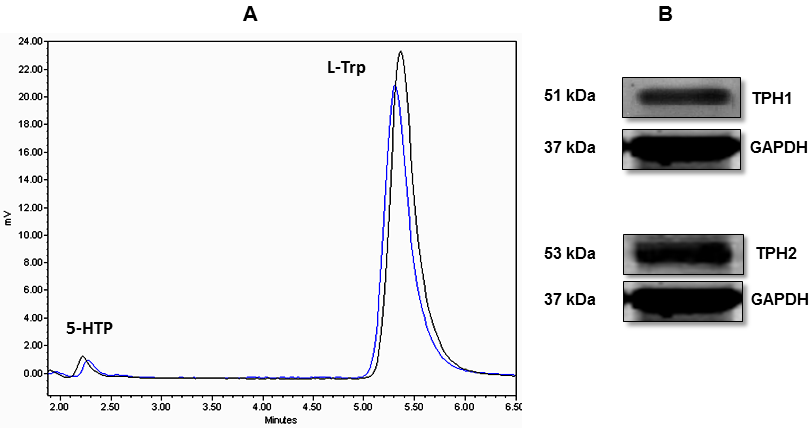 A
B
24.00
22.00
20.00
18.00
16.00
14.00
12.00
10.00
8.00
6.00
4.00
2.00
0.00
mV
L-Trp
5-HTP
2.00 2.50 3.00 3.50 4.00 4.50 5.00 5.50 6.00 6.50
Minutes
51 kDa TPH1
37 kDa GAPDH
53 kDa TPH2
37 kDa GAPDH